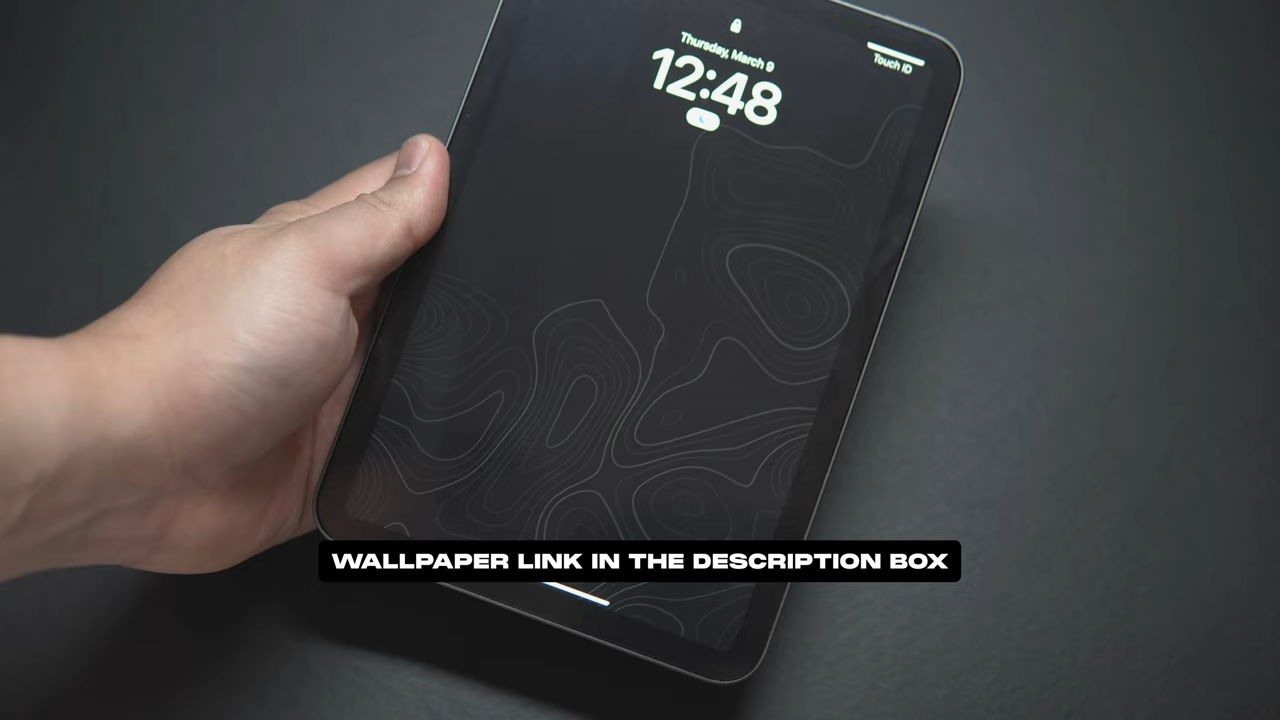 Thursday, March 9
Touch ID
12:48
WALLPAPER LINK IN THE DESCRIPTION BOX